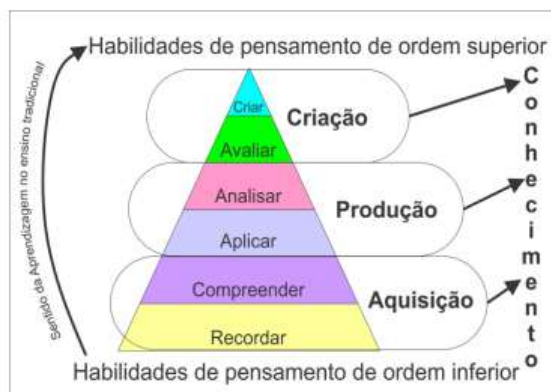 Habilidades de pensamento de ordem superior
Sentido da Aprendizagem no ensino tradicional
Criar
Criação
Avaliar
Analisar
Produção
Aplicar
Compreender
Aquisição
Recordar
Conhecimento
Habilidades de pensamento de ordem inferior